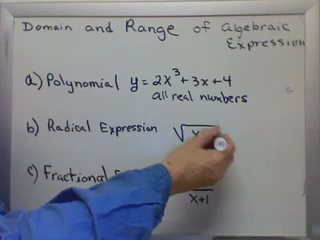 Domain and Range of Algebraic
Expression
a) Polynomial y = 2x³ + 3x + 4
all real numbers
b) Radical Expression √x
c) Fractional
x+1